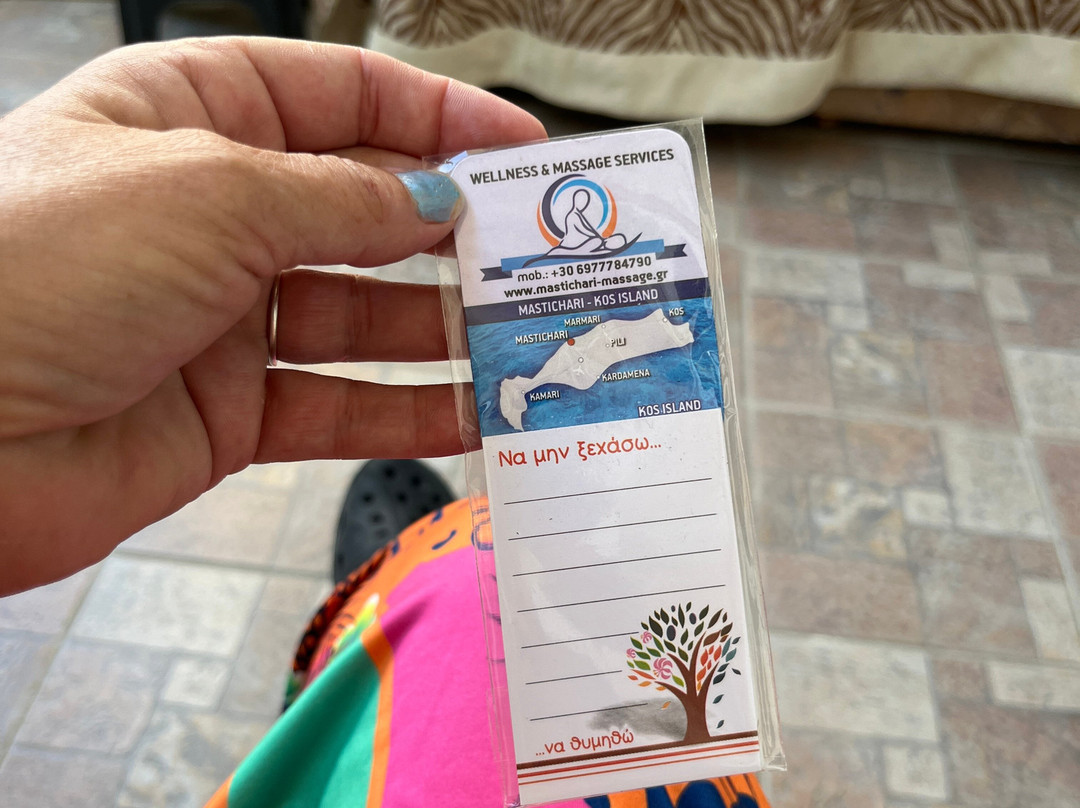 WELLNESS & MASSAGE SERVICES
mob.: +30 6977784790
www.mastichari-massage.gr
MASTICHARI - KOS ISLAND
KOS
MARMARI
MASTICHARI
PILI
KARDAMENA
KAMARI
KOS ISLAND
Να μην ξεχάσω...
...να θυμηθώ